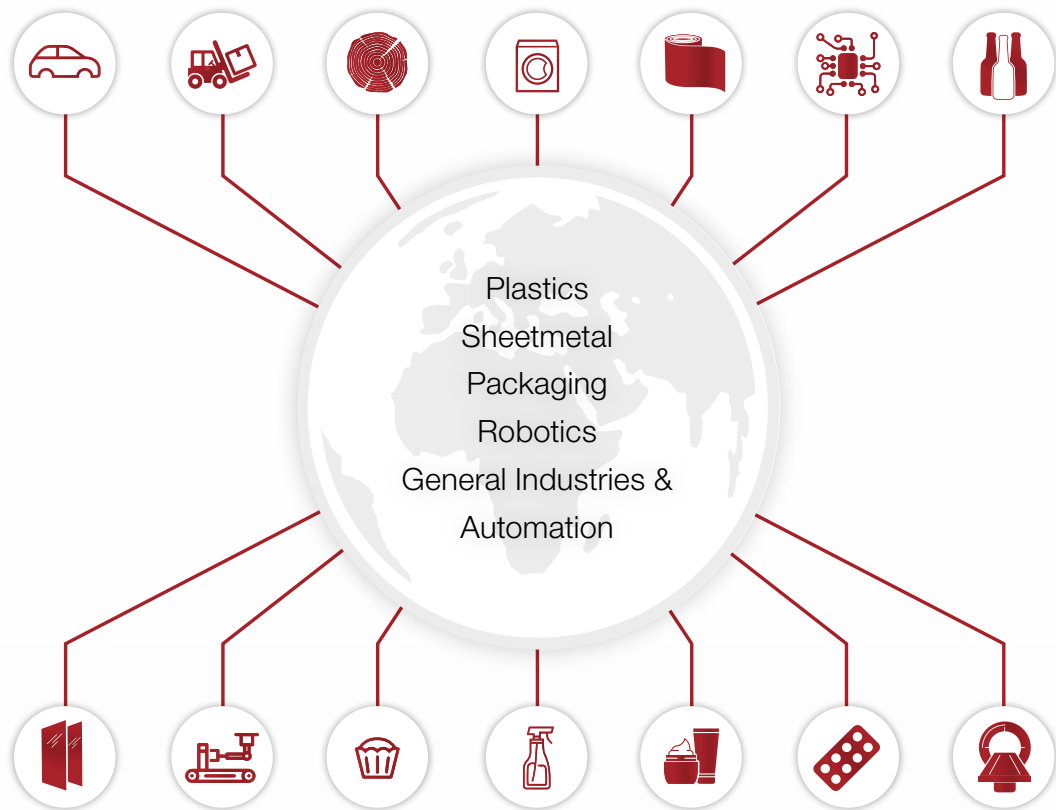 Plastics
Sheetmetal
Packaging
Robotics
General Industries &
Automation